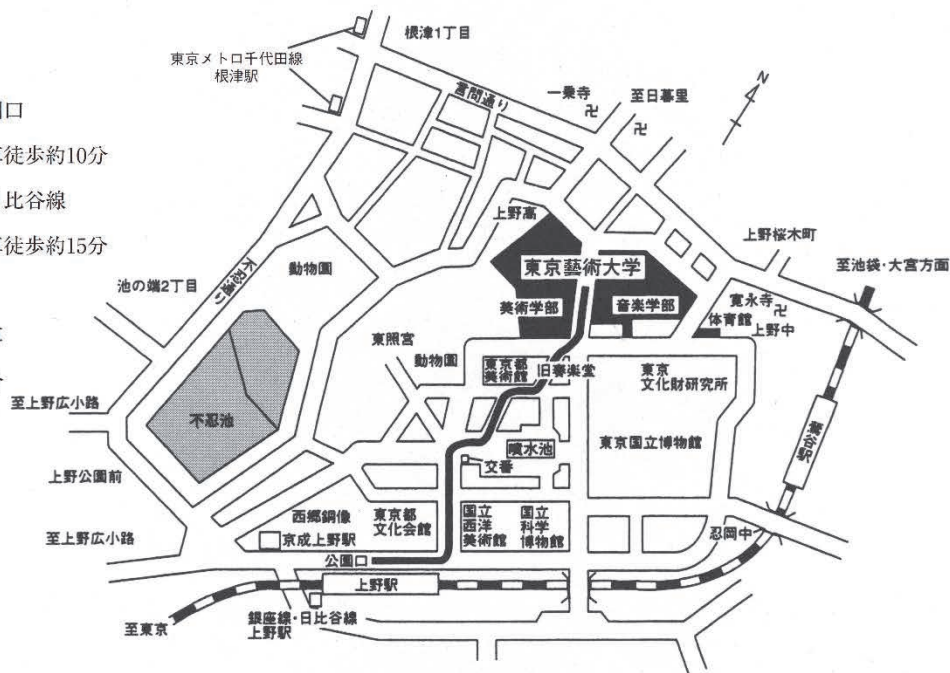 根津1丁目
東京メトロ千代田線
根津駅
言問通り
一乗寺
至日暮里
N
口
徒歩約10分
比谷線
徒歩約15分
上野高
上野桜木町
至池袋・大宮方面
動物園
東京藝術大学
池の端2丁目
不忍通り
美術学部
音楽学部
寛永寺
体育館
上野中
東照宮
動物園
東京都
美術館
旧奏楽堂
東京
文化財研究所
至上野広小路
不忍池
鶯谷駅
噴水池
交番
東京国立博物館
上野公園前
西郷銅像
京成上野駅
東京都
文化会館
国立
西洋
美術館
国立
科学
博物館
忍岡中
至上野広小路
公園口
上野駅
銀座線・日比谷線
上野駅
至東京